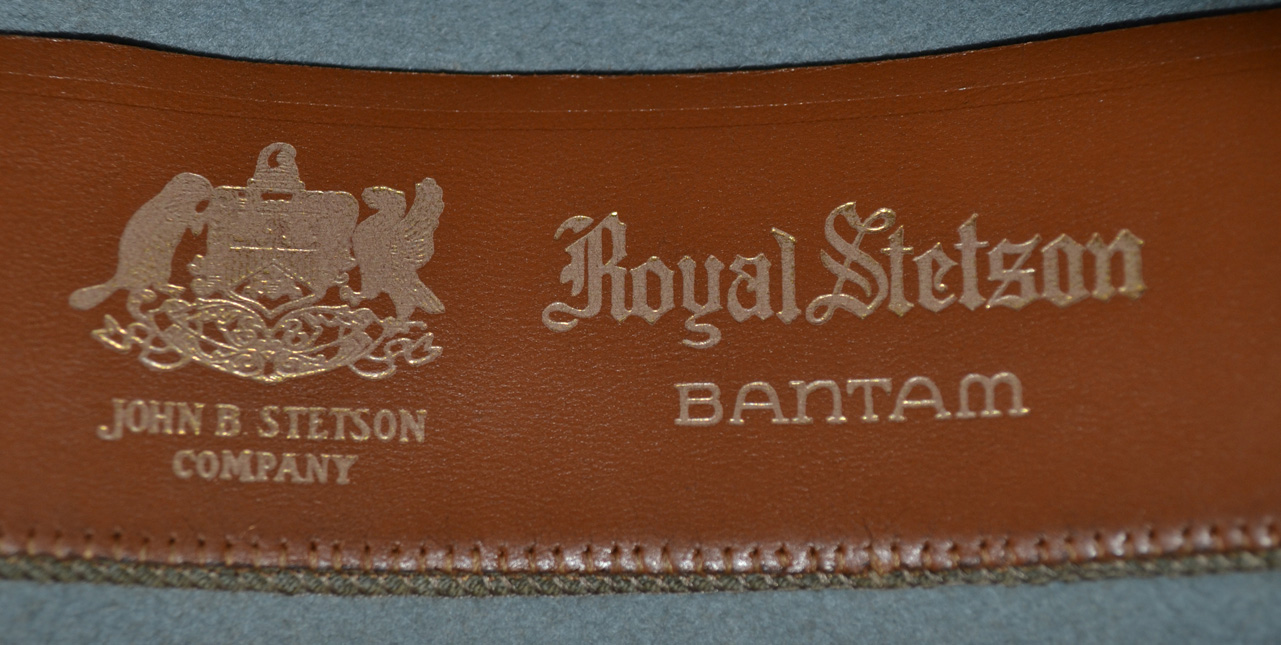 Royal Stetson
BANTAM
JOHN B. STETSON
COMPANY